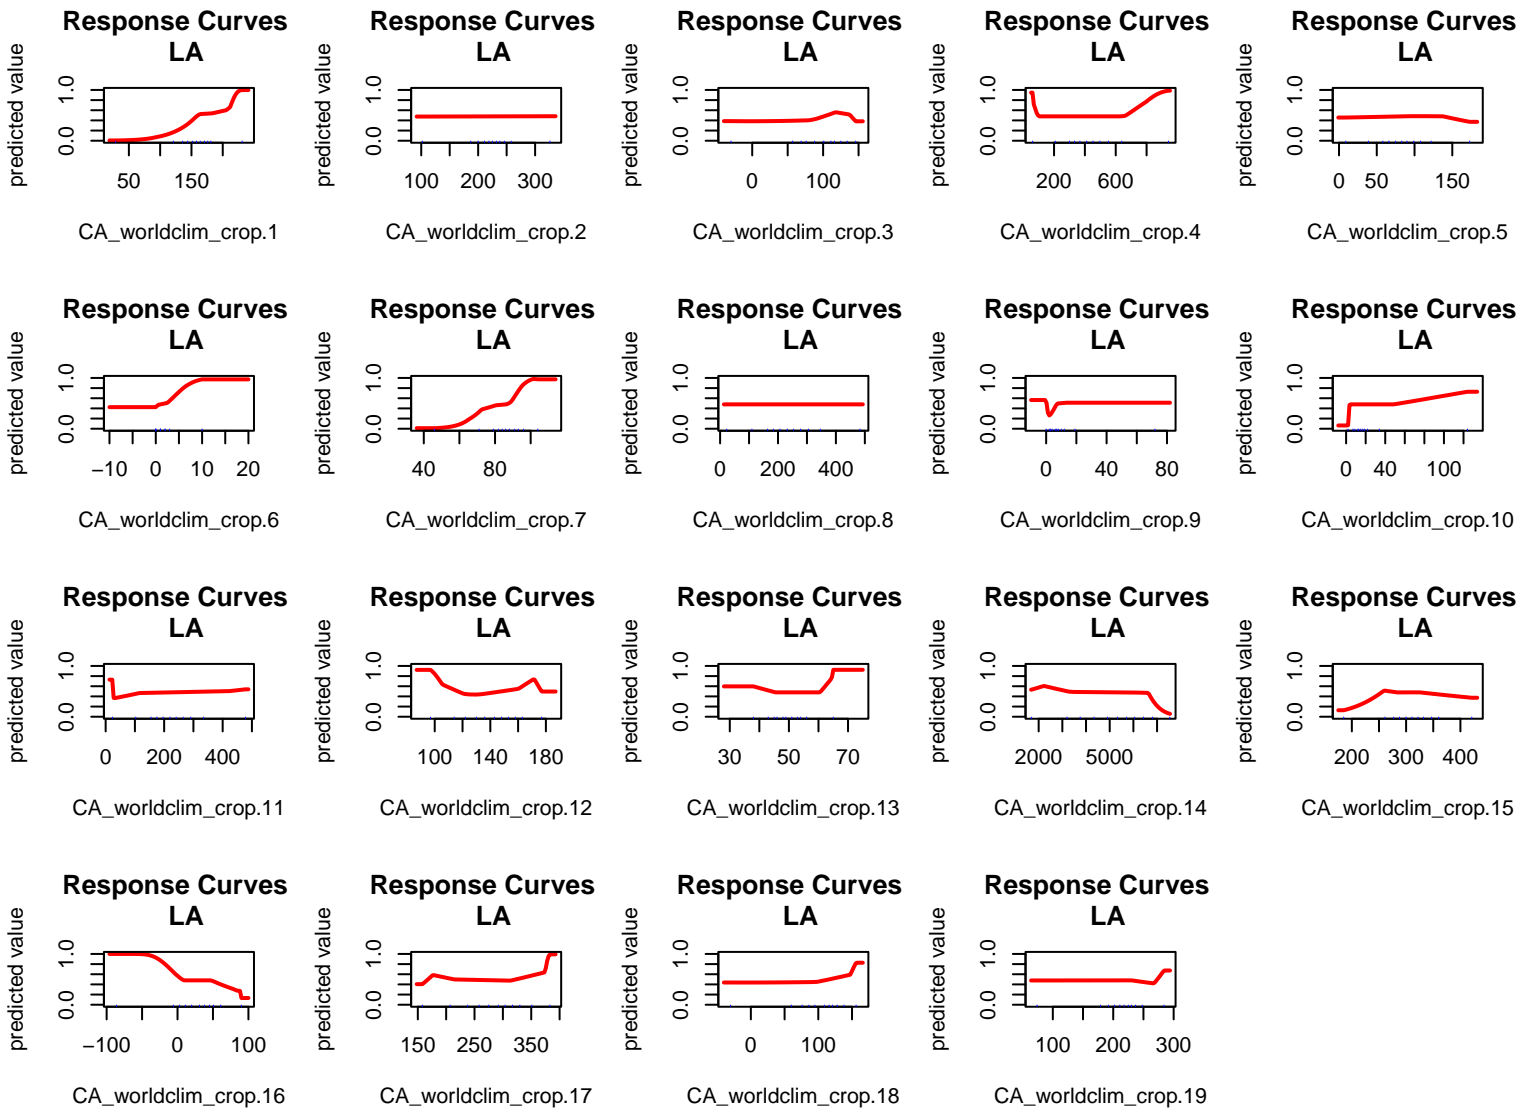 Response Curves
LA
predicted value
0.0 1.0
50 150
CA_worldclim_crop.1
Response Curves
LA
predicted value
0.0 1.0
100 200 300
CA_worldclim_crop.2
Response Curves
LA
predicted value
0.0 1.0
0 100
CA_worldclim_crop.3
Response Curves
LA
predicted value
0.0 1.0
200 600
CA_worldclim_crop.4
Response Curves
LA
predicted value
0.0 1.0
0 50 150
CA_worldclim_crop.5
Response Curves
LA
predicted value
0.0 1.0
−10 0 10 20
CA_worldclim_crop.6
Response Curves
LA
predicted value
0.0 1.0
40 80
CA_worldclim_crop.7
Response Curves
LA
predicted value
0.0 1.0
0 200 400
CA_worldclim_crop.8
Response Curves
LA
predicted value
0.0 1.0
0 40 80
CA_worldclim_crop.9
Response Curves
LA
predicted value
0.0 1.0
0 40 100
CA_worldclim_crop.10
Response Curves
LA
predicted value
0.0 1.0
0 200 400
CA_worldclim_crop.11
Response Curves
LA
predicted value
0.0 1.0
100 140 180
CA_worldclim_crop.12
Response Curves
LA
predicted value
0.0 1.0
30 50 70
CA_worldclim_crop.13
Response Curves
LA
predicted value
0.0 1.0
2000 5000
CA_worldclim_crop.14
Response Curves
LA
predicted value
0.0 1.0
200 300 400
CA_worldclim_crop.15
Response Curves
LA
predicted value
0.0 1.0
−100 0 100
CA_worldclim_crop.16
Response Curves
LA
predicted value
0.0 1.0
150 250 350
CA_worldclim_crop.17
Response Curves
LA
predicted value
0.0 1.0
0 100
CA_worldclim_crop.18
Response Curves
LA
predicted value
0.0 1.0
100 200 300
CA_worldclim_crop.19